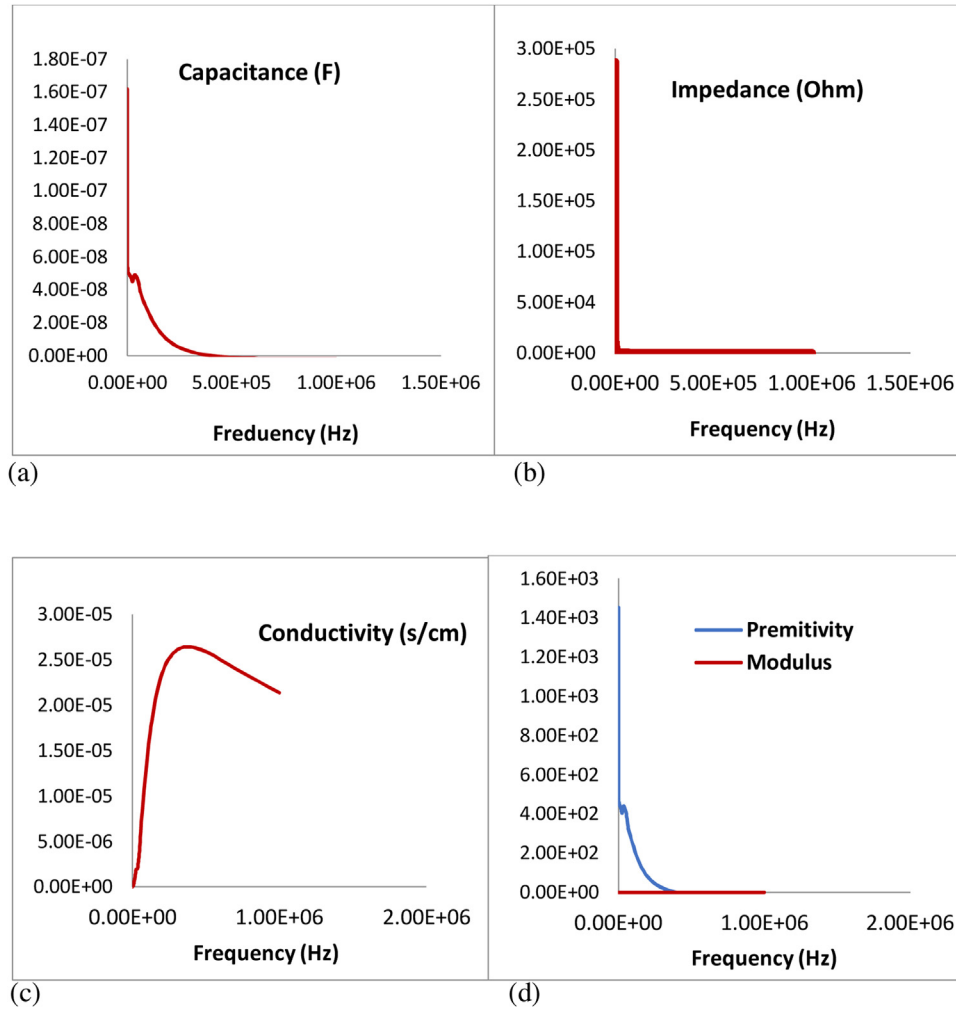 Capacitance (F)
1.80E-07
1.60E-07
1.40E-07
1.20E-07
1.00E-07
8.00E-08
6.00E-08
4.00E-08
2.00E-08
0.00E+00
0.00E+00 5.00E+05 1.00E+06 1.50E+06
Freduency (Hz)
(a)
Impedance (Ohm)
3.00E+05
2.50E+05
2.00E+05
1.50E+05
1.00E+05
5.00E+04
0.00E+00
0.00E+00 5.00E+05 1.00E+06 1.50E+06
Frequency (Hz)
(b)
Conductivity (s/cm)
3.00E-05
2.50E-05
2.00E-05
1.50E-05
1.00E-05
5.00E-06
0.00E+00
0.00E+00 1.00E+06 2.00E+06
Frequency (Hz)
(c)
1.60E+03
1.40E+03
1.20E+03
1.00E+03
8.00E+02
6.00E+02
4.00E+02
2.00E+02
0.00E+00
Premitivity
Modulus
0.00E+00 1.00E+06 2.00E+06
Frequency (Hz)
(d)